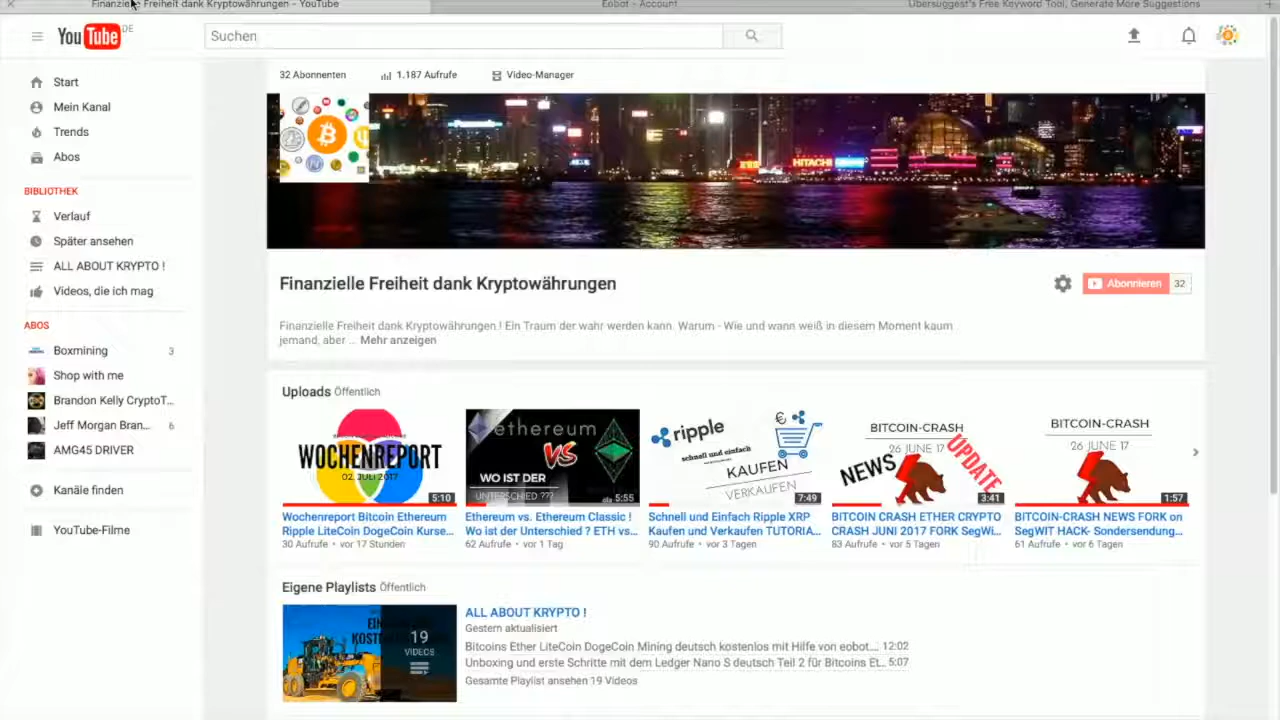 Finanzielle Freiheit dank Kryptowährungen - YouTube
Eobot - Account
Übersuggest's Free Keyword Tool, Generate More Suggestions
YouTube DE
Suchen
Start
Mein Kanal
Trends
Abos
BIBLIOTHEK
Verlauf
Später ansehen
ALL ABOUT KRYPTO !
Videos, die ich mag
ABOS
Boxmining 3
Shop with me
Brandon Kelly CryptoT...
Jeff Morgan Bran... 6
AMG45 DRIVER
Kanäle finden
YouTube-Filme
32 Abonnenten
1.187 Aufrufe
Video-Manager
HITACHI
Finanzielle Freiheit dank Kryptowährungen
Abonnieren 32
Finanzielle Freiheit dank Kryptowährungen ! Ein Traum der wahr werden kann. Warum - Wie und wann weiß in diesem Moment kaum
jemand, aber ... Mehr anzeigen
Uploads Öffentlich
WOCHENREPORT
02. JULI 2017
5:10
Wochenreport Bitcoin Ethereum
Ripple LiteCoin DogeCoin Kurse...
30 Aufrufe • vor 17 Stunden
ethereum
VS
WO IST DER
UNTERSCHIED ???
5:55
Ethereum vs. Ethereum Classic !
Wo ist der Unterschied ? ETH vs...
62 Aufrufe • vor 1 Tag
ripple
schnell und einfach
KAUFEN
VERKAUFEN
7:49
Schnell und Einfach Ripple XRP
Kaufen und Verkaufen TUTORIA...
90 Aufrufe • vor 3 Tagen
BITCOIN-CRASH
26 JUNE 17
NEWS
UPDATE
3:41
BITCOIN CRASH ETHER CRYPTO
CRASH JUNI 2017 FORK SegWi...
83 Aufrufe • vor 5 Tagen
BITCOIN-CRASH
26 JUNE 17
1:57
BITCOIN-CRASH NEWS FORK on
SegWIT HACK- Sondersendung...
61 Aufrufe • vor 6 Tagen
Eigene Playlists Öffentlich
19
VIDEOS
ALL ABOUT KRYPTO !
Gestern aktualisiert
Bitcoins Ether LiteCoin DogeCoin Mining deutsch kostenlos mit Hilfe von eobot.... 12:02
Unboxing und erste Schritte mit dem Ledger Nano S deutsch Teil 2 für Bitcoins Et... 5:07
Gesamte Playlist ansehen 19 Videos